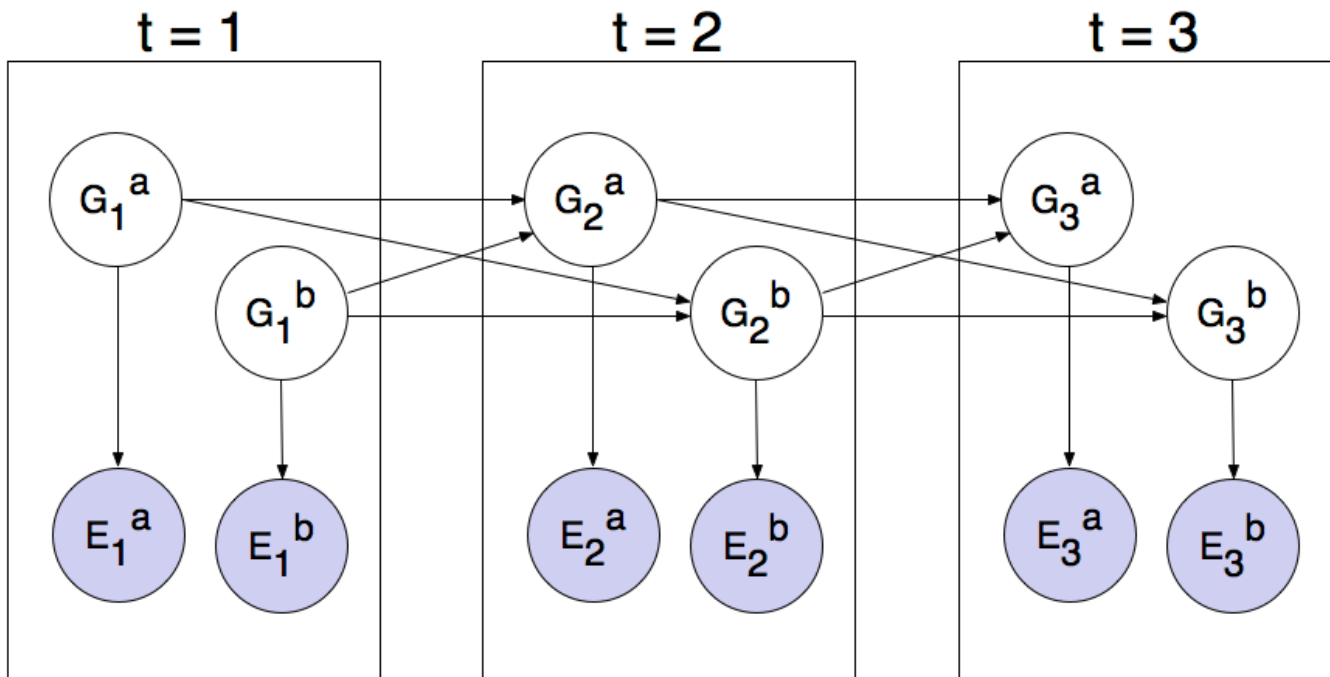 t = 1 t = 2 t = 3
G₁ᵃ G₂ᵃ G₃ᵃ
G₁ᵇ G₂ᵇ G₃ᵇ
E₁ᵃ E₁ᵇ E₂ᵃ E₂ᵇ E₃ᵃ E₃ᵇ